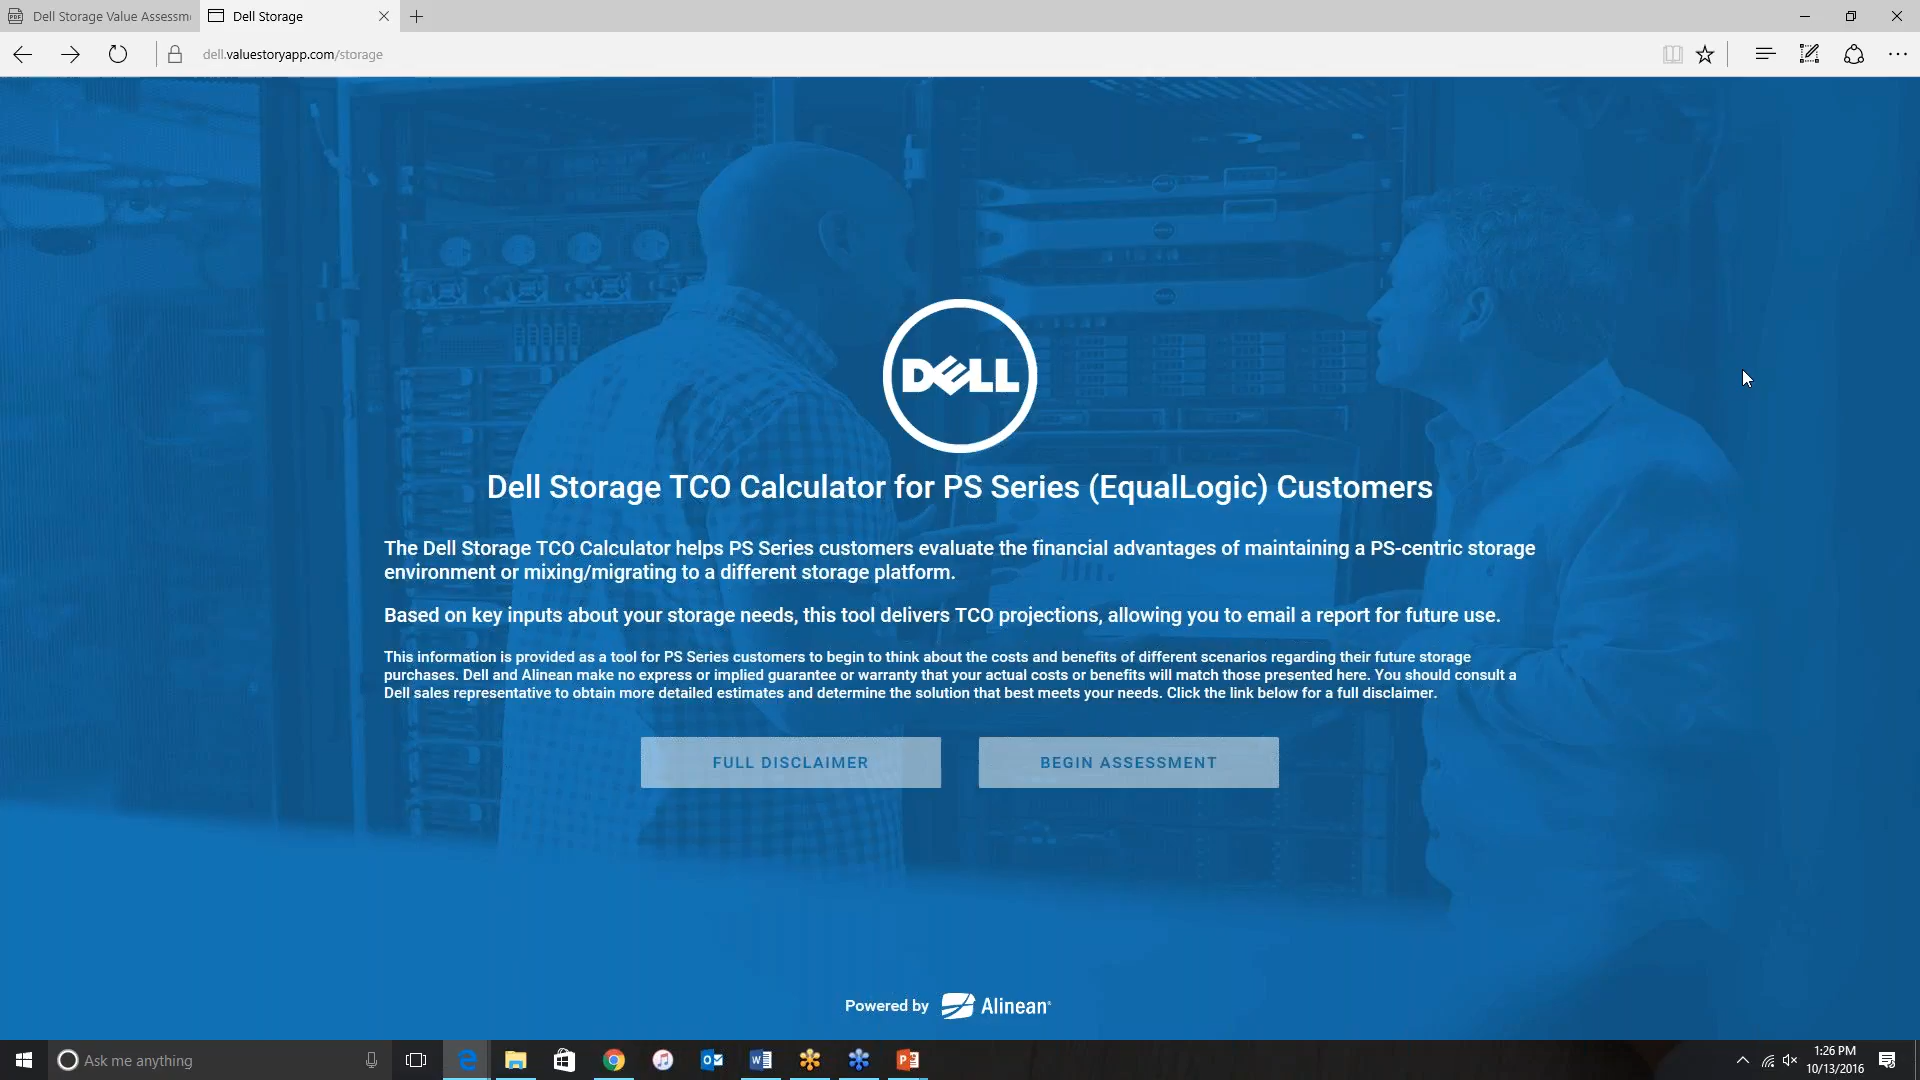 Dell Storage Value Assessm
Dell Storage
dell.valuestoryapp.com/storage
DELL
Dell Storage TCO Calculator for PS Series (EqualLogic) Customers
The Dell Storage TCO Calculator helps PS Series customers evaluate the financial advantages of maintaining a PS-centric storage
environment or mixing/migrating to a different storage platform.
Based on key inputs about your storage needs, this tool delivers TCO projections, allowing you to email a report for future use.
This information is provided as a tool for PS Series customers to begin to think about the costs and benefits of different scenarios regarding their future storage
purchases. Dell and Alinean make no express or implied guarantee or warranty that your actual costs or benefits will match those presented here. You should consult a
Dell sales representative to obtain more detailed estimates and determine the solution that best meets your needs. Click the link below for a full disclaimer.
FULL DISCLAIMER
BEGIN ASSESSMENT
Powered by Alinean
Ask me anything
1:26 PM
10/13/2016